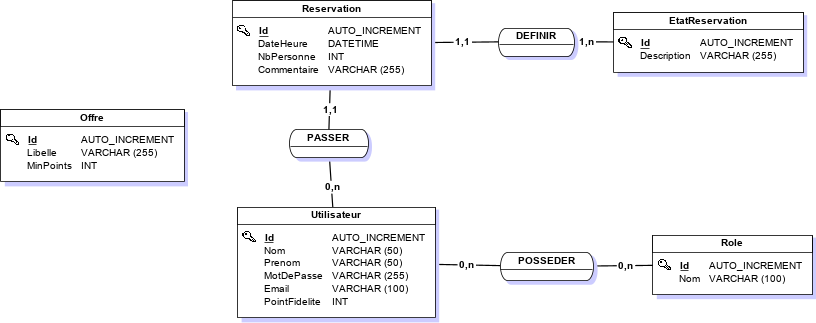 Reservation
Id AUTO_INCREMENT
DateHeure DATETIME
NbPersonne INT
Commentaire VARCHAR (255)
1,1
DEFINIR
1,n
EtatReservation
Id AUTO_INCREMENT
Description VARCHAR (255)
1,1
PASSER
0,n
Offre
Id AUTO_INCREMENT
Libelle VARCHAR (255)
MinPoints INT
Utilisateur
Id AUTO_INCREMENT
Nom VARCHAR (50)
Prenom VARCHAR (50)
MotDePasse VARCHAR (255)
Email VARCHAR (100)
PointFidelite INT
0,n
POSSEDER
0,n
Role
Id AUTO_INCREMENT
Nom VARCHAR (100)